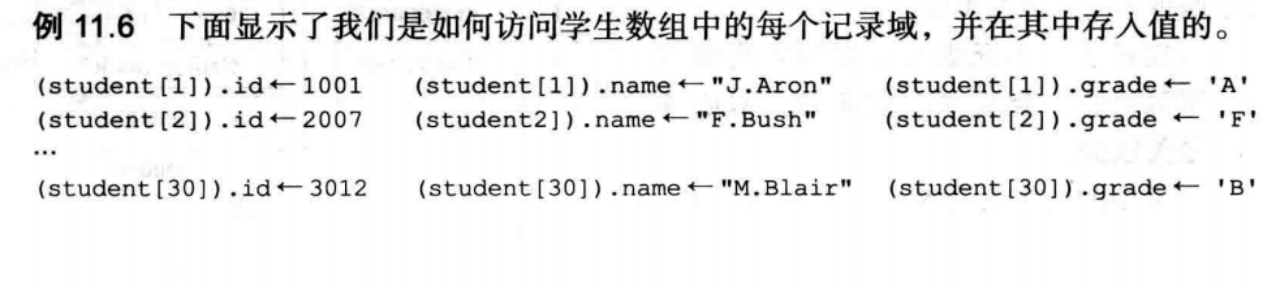 例 11.6 下面显示了我们是如何访问学生数组中的每个记录域，并在其中存入值的。
(student[1]).id←1001 (student[1]).name←"J.Aron" (student[1]).grade← 'A'
(student[2]).id←2007 (student2]).name←"F.Bush" (student[2]).grade ← 'F'
…
(student[30]).id←3012 (student[30]).name←"M.Blair" (student[30]).grade← 'B'